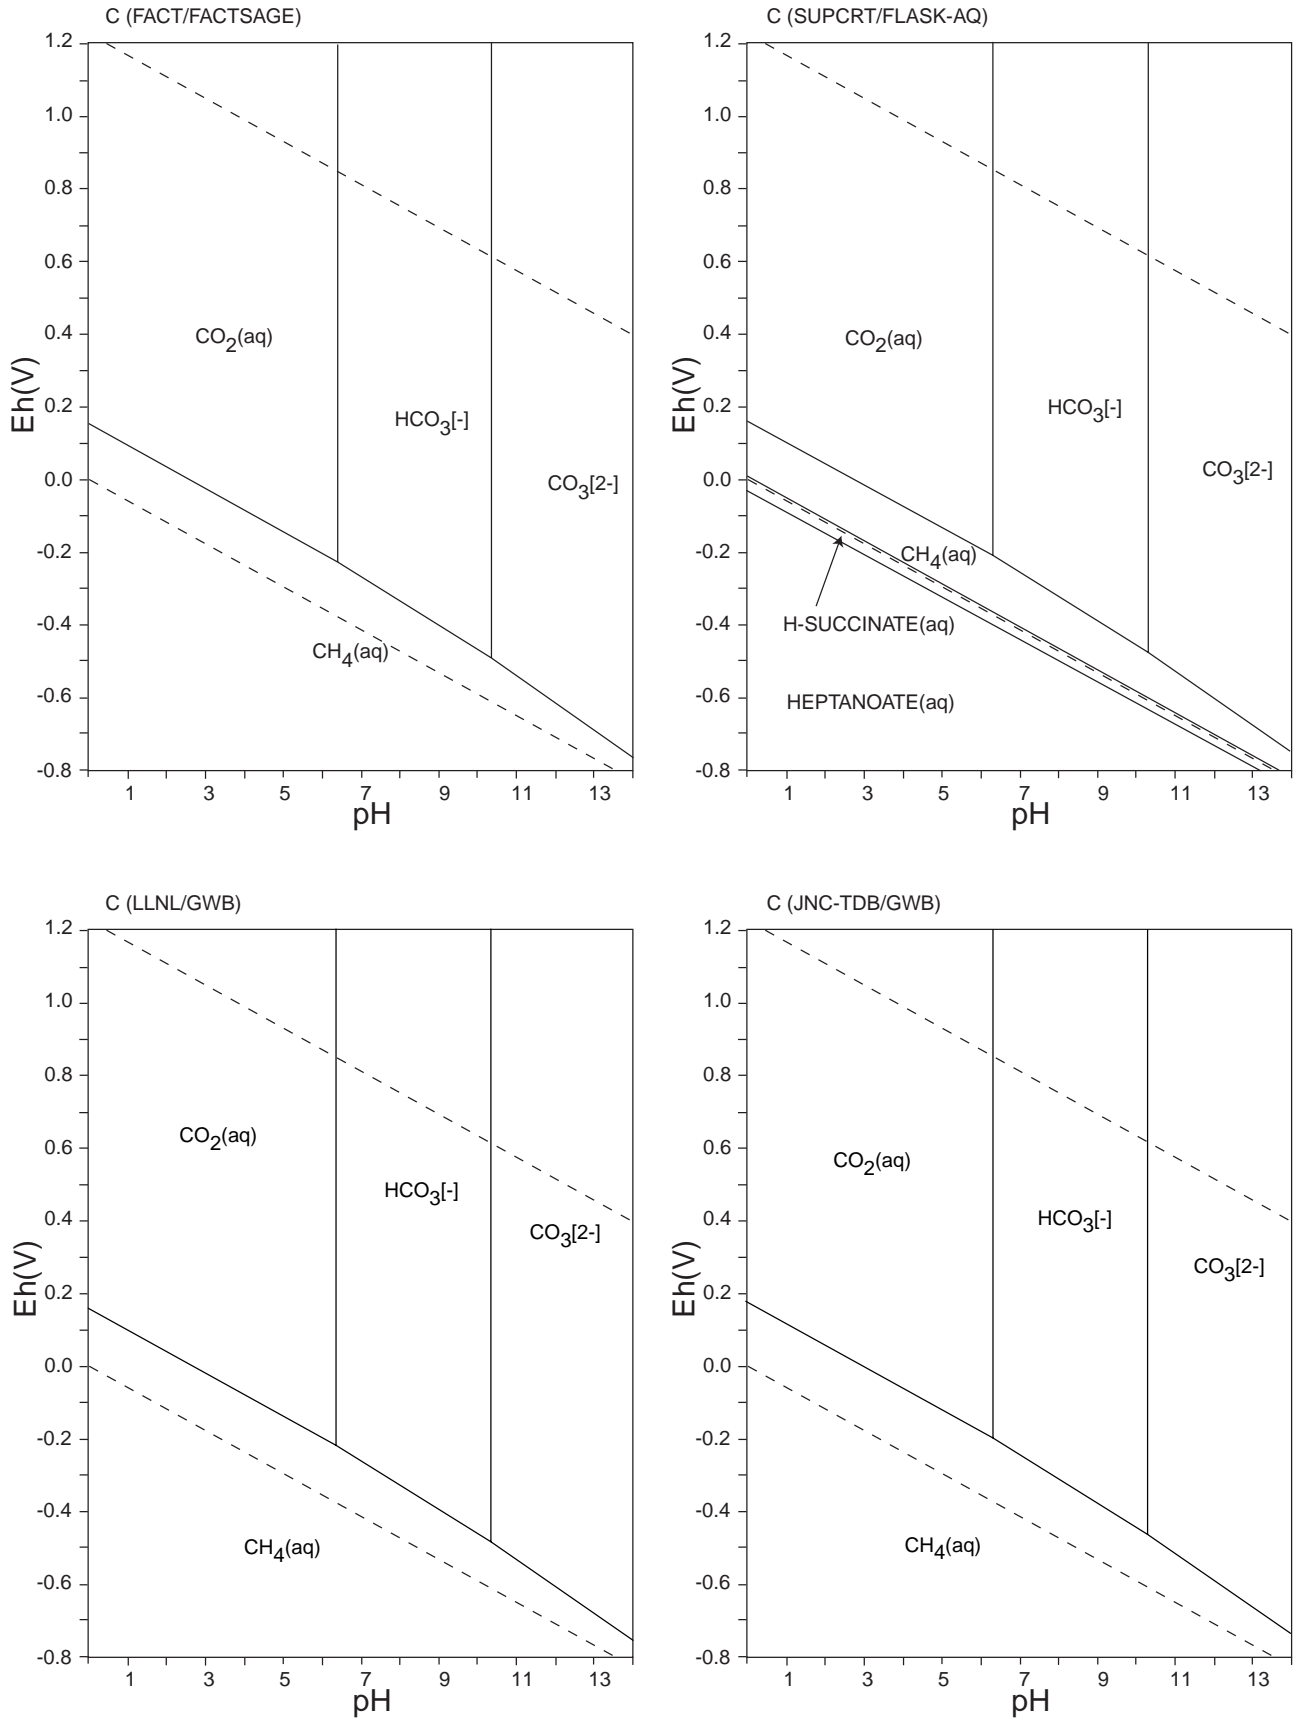 C (FACT/FACTSAGE)
1.2
1.0
0.8
0.6
0.4
0.2
0.0
-0.2
-0.4
-0.6
-0.8
Eh(V)
CO2(aq)
HCO3[-]
CO3[2-]
CH4(aq)
1 3 5 7 9 11 13
pH
C (SUPCRT/FLASK-AQ)
1.2
1.0
0.8
0.6
0.4
0.2
0.0
-0.2
-0.4
-0.6
-0.8
Eh(V)
CO2(aq)
HCO3[-]
CO3[2-]
CH4(aq)
H-SUCCINATE(aq)
HEPTANOATE(aq)
1 3 5 7 9 11 13
pH
C (LLNL/GWB)
1.2
1.0
0.8
0.6
0.4
0.2
0.0
-0.2
-0.4
-0.6
-0.8
Eh(V)
CO2(aq)
HCO3[-]
CO3[2-]
CH4(aq)
1 3 5 7 9 11 13
pH
C (JNC-TDB/GWB)
1.2
1.0
0.8
0.6
0.4
0.2
0.0
-0.2
-0.4
-0.6
-0.8
Eh(V)
CO2(aq)
HCO3[-]
CO3[2-]
CH4(aq)
1 3 5 7 9 11 13
pH